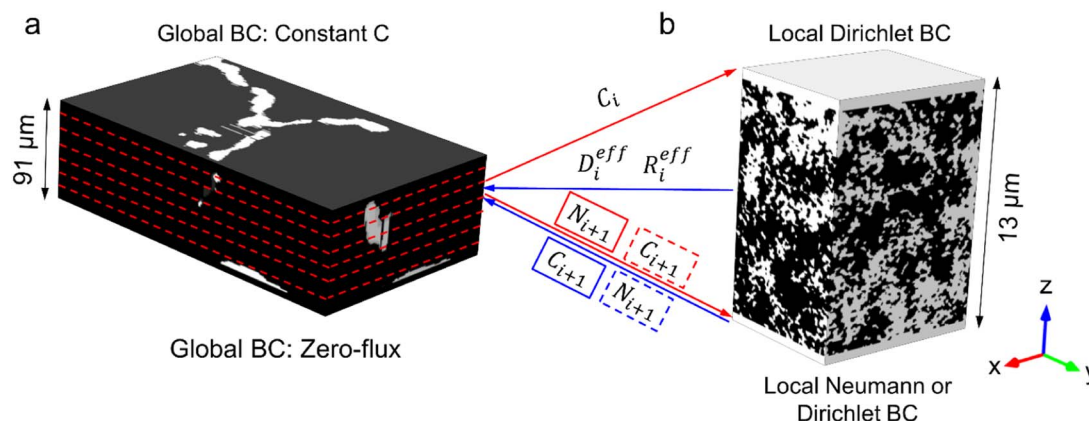 a
Global BC: Constant C
91 µm
Global BC: Zero-flux
C_i
D_i^{eff} R_i^{eff}
N_{i+1}
C_{i+1}
C_{i+1}
N_{i+1}
b
Local Dirichlet BC
13 µm
Local Neumann or
Dirichlet BC
z
x
y